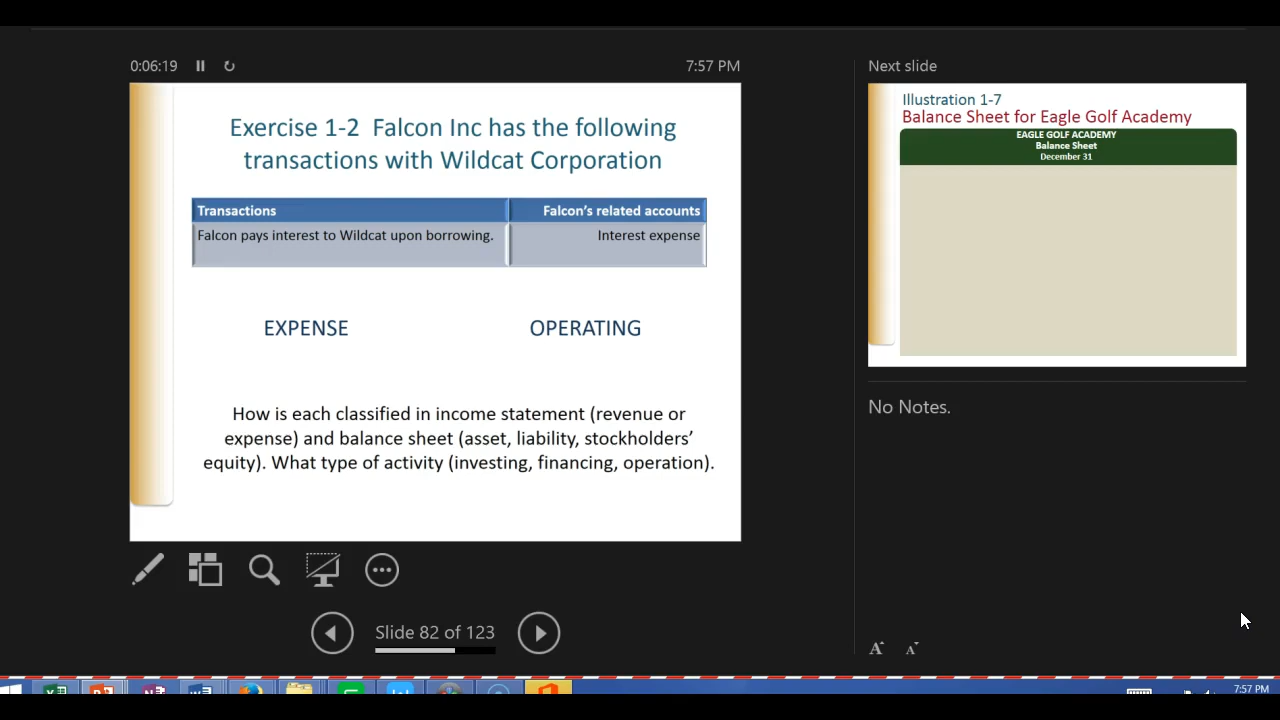 0:06:19
7:57 PM
Next slide
Exercise 1-2  Falcon Inc has the following
transactions with Wildcat Corporation
Transactions
Falcon's related accounts
Falcon pays interest to Wildcat upon borrowing.
Interest expense
EXPENSE
OPERATING
How is each classified in income statement (revenue or
expense) and balance sheet (asset, liability, stockholders'
equity). What type of activity (investing, financing, operation).
Illustration 1-7
Balance Sheet for Eagle Golf Academy
EAGLE GOLF ACADEMY
Balance Sheet
December 31
No Notes.
Slide 82 of 123
A A
7:57 PM